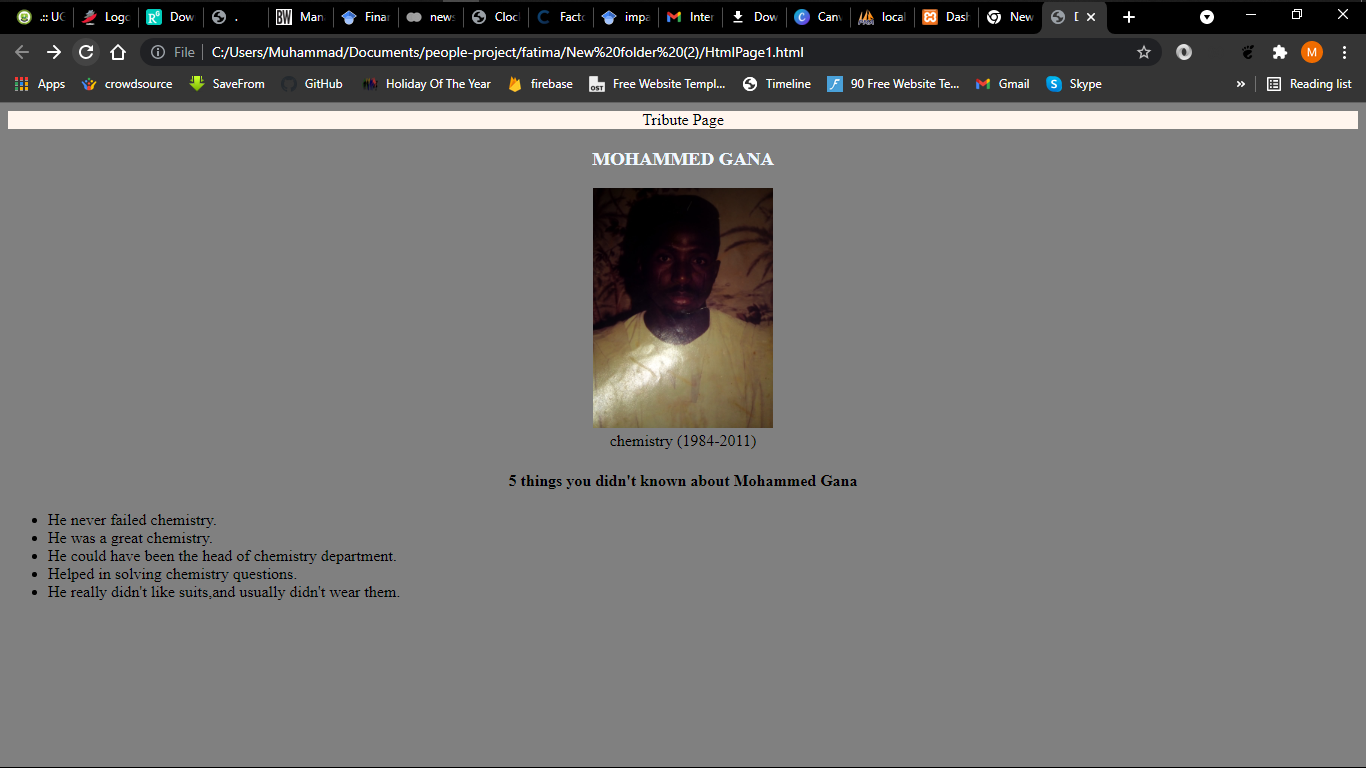 .:: UG
Logo
Dow
.
Man
Finan
news
Cloc
Facto
impa
Inter
Dow
Canv
local
Dash
New
File
C:/Users/Muhammad/Documents/people-project/fatima/New%20folder%20(2)/HtmlPage1.html
M
Apps
crowdsource
SaveFrom
GitHub
Holiday Of The Year
firebase
Free Website Templ...
Timeline
90 Free Website Te...
Gmail
Skype
»
Reading list
Tribute Page
MOHAMMED GANA
chemistry (1984-2011)
5 things you didn't known about Mohammed Gana
• He never failed chemistry.
• He was a great chemistry.
• He could have been the head of chemistry department.
• Helped in solving chemistry questions.
• He really didn't like suits,and usually didn't wear them.